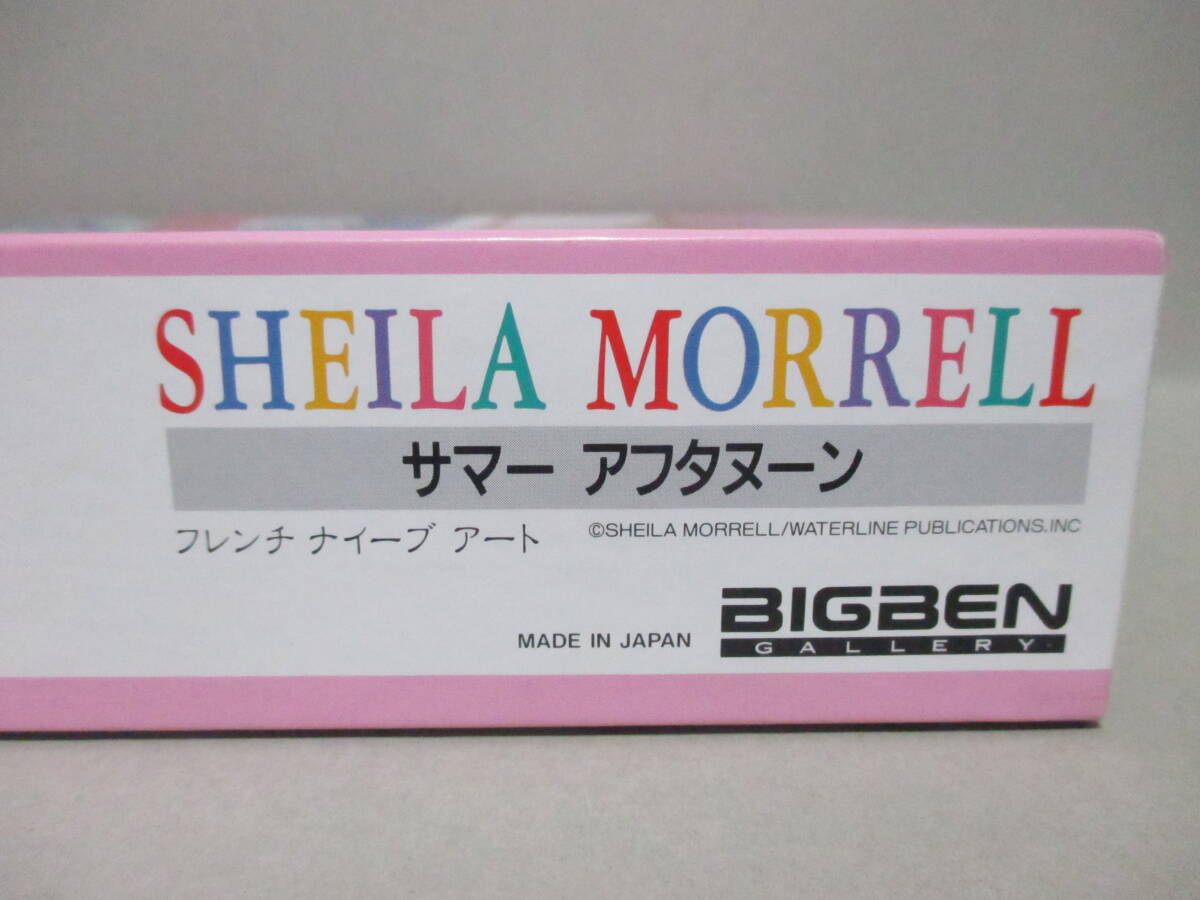 SHEILA MORRELL
サマー アフタヌーン
フレンチ ナイーブ アート ©SHEILA MORRELL/WATERLINE PUBLICATIONS.INC
MADE IN JAPAN BIGBEN
GALLERY